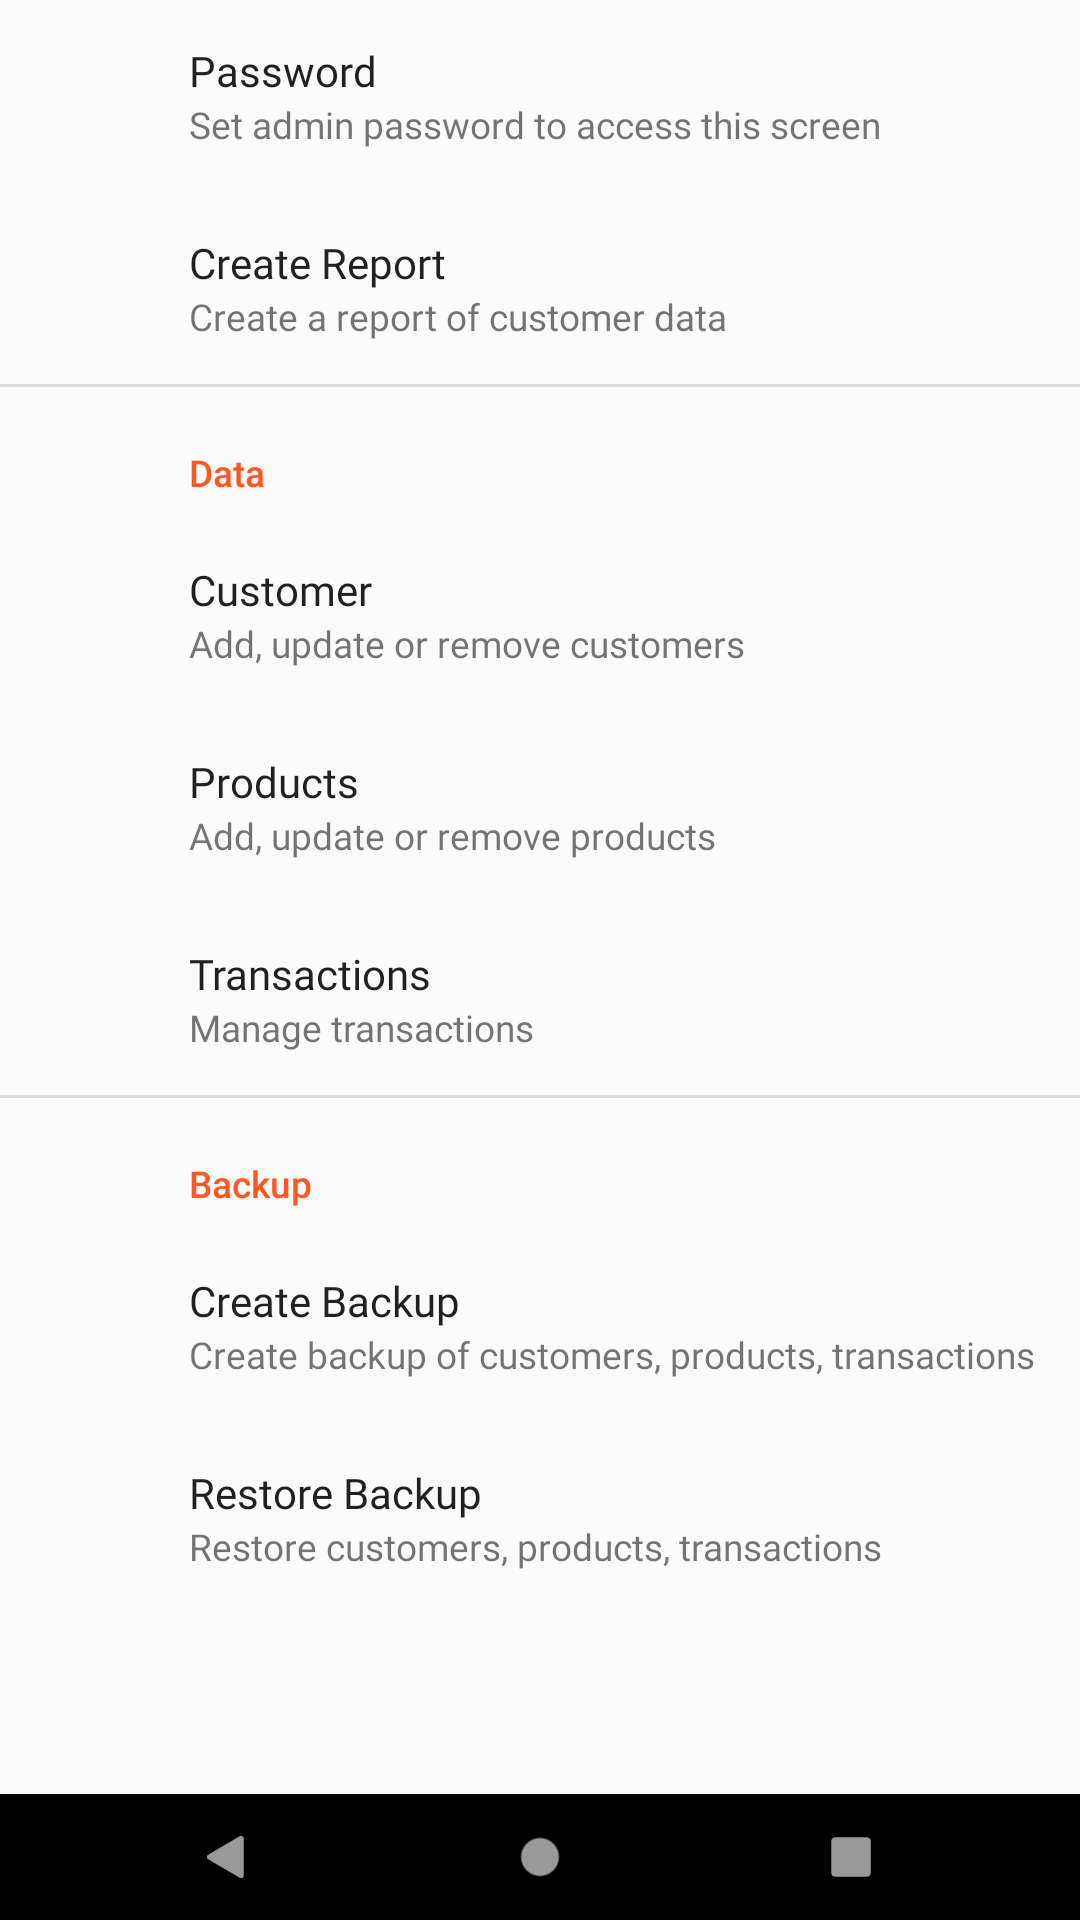 Password
Set admin password to access this screen
Create Report
Create a report of customer data
Data
Customer
Add, update or remove customers
Products
Add, update or remove products
Transactions
Manage transactions
Backup
Create Backup
Create backup of customers, products, transactions
Restore Backup
Restore customers, products, transactions